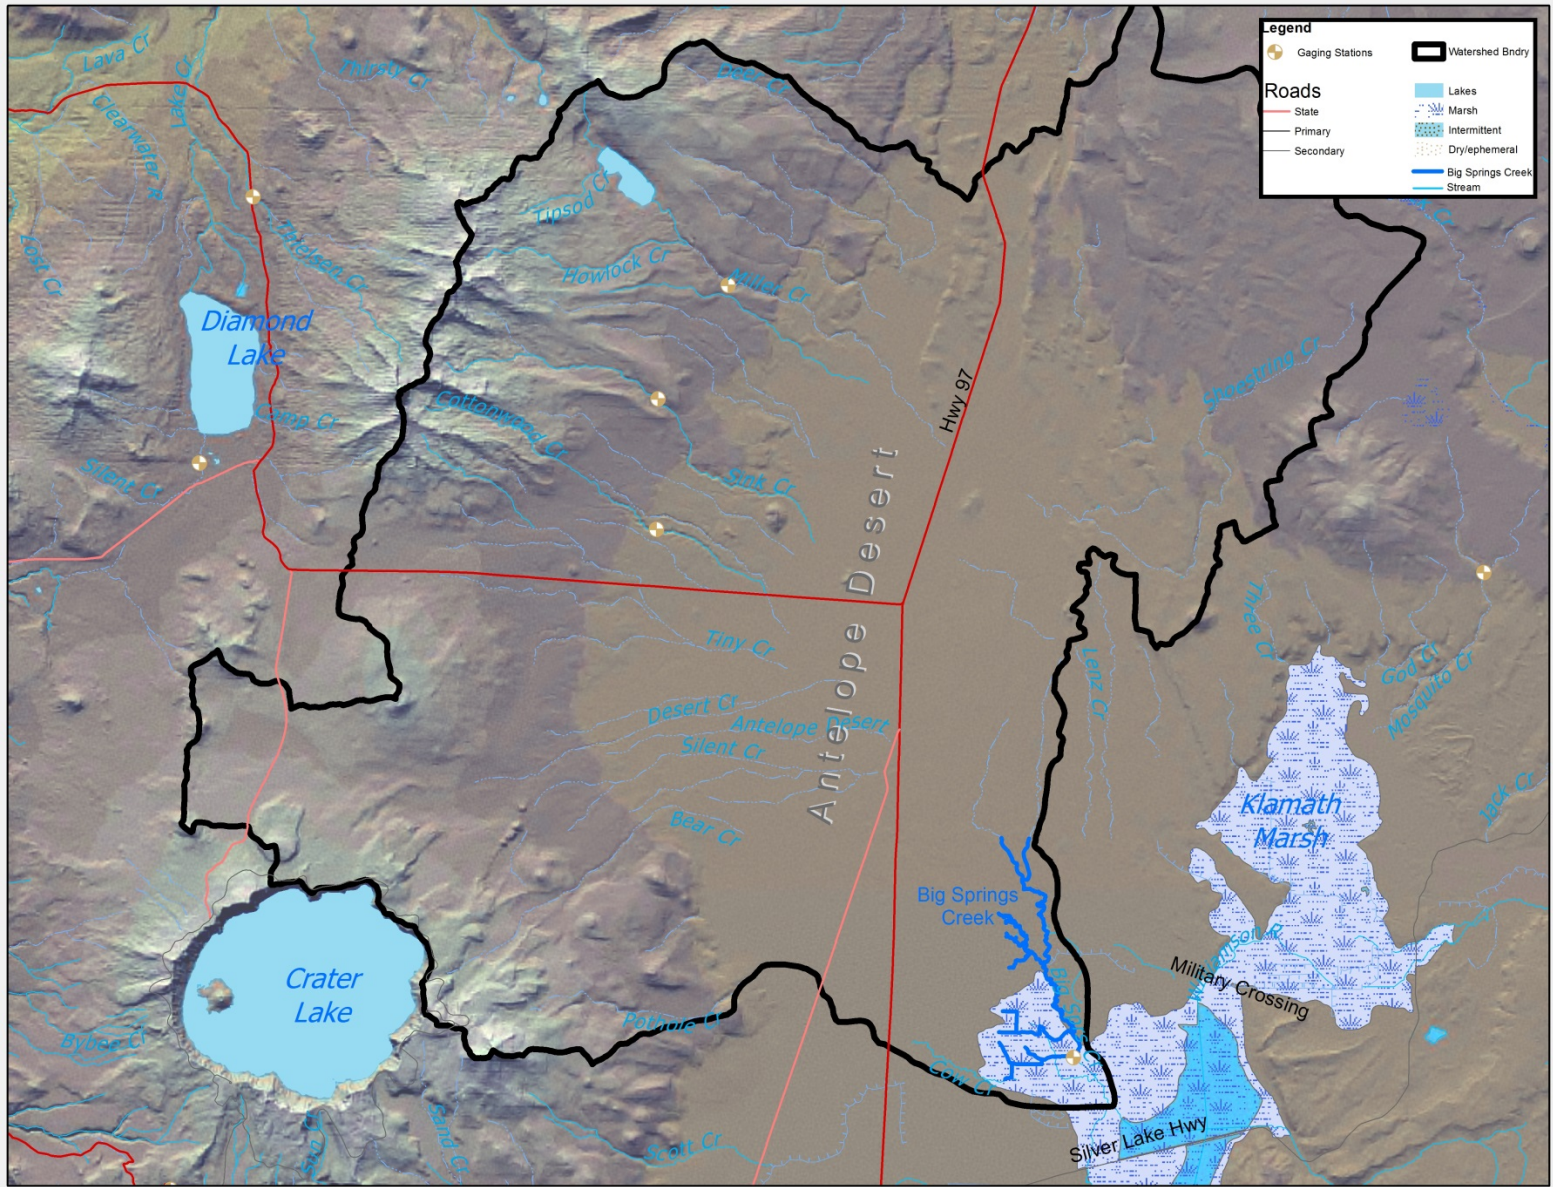 Legend
Gaging Stations
Watershed Bndry
Roads
State
Primary
Secondary
Lakes
Marsh
Intermittent
Dry/ephemeral
Big Springs Creek
Stream
Lava Cr
Lake Cr
Thirsty Cr
Deer Cr
Clearwater R
Lost Cr
Thielson Cr
Tipsod Cr
Howlock Cr
Miller Cr
Diamond
Lake
Camp Cr
Silent Cr
Cottonwood Cr
Sink Cr
Hwy 97
Shoestring Cr
Antelope Desert
Tiny Cr
Desert Cr
Antelope Desert
Silent Cr
Bear Cr
Lenz Cr
Three Cr
God Cr
Mosquito Cr
Jack Cr
Klamath
Marsh
Big Springs
Creek
Williamson R
Military Crossing
Crater
Lake
Bybee Cr
Pothole Cr
Cow Cr
Sand Cr
Scott Cr
Silver Lake Hwy